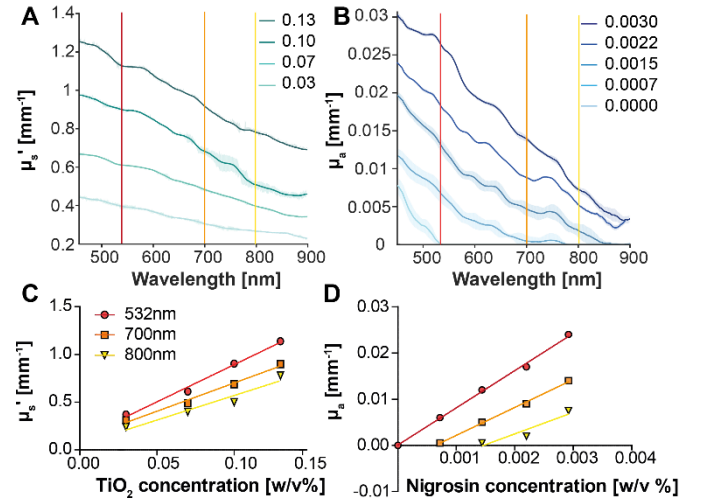 A
B
1.4
1.2
1
0.8
0.6
0.4
0.2
μs' [mm-1]
0.13
0.10
0.07
0.03
500 600 700 800 900
Wavelength [nm]
0.03
0.025
0.02
0.015
0.01
0.005
0
μa [mm-1]
0.0030
0.0022
0.0015
0.0007
0.0000
500 600 700 800 900
Wavelength [nm]
C
1.5
1.0
0.5
0.0
μs' [mm-1]
532nm
700nm
800nm
0.00 0.05 0.10 0.15
TiO2 concentration [w/v%]
D
0.03
0.02
0.01
0.00
-0.01
μa [mm-1]
0.001 0.002 0.003 0.004
Nigrosin concentration [w/v %]